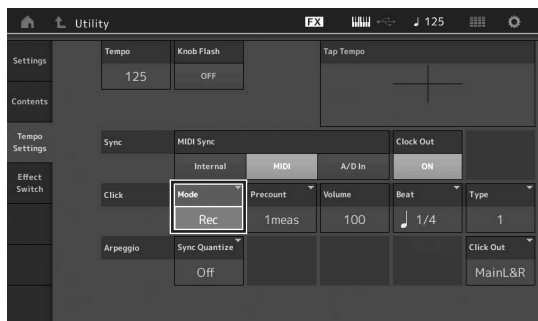 Utility
FX
♩ 125
Settings
Contents
Tempo
Settings
Effect
Switch
Tempo
125
Knob Flash
OFF
Tap Tempo
Sync
MIDI Sync
Internal
MIDI
A/D In
Clock Out
ON
Click
Mode
Rec
Precount
1meas
Volume
100
Beat
♩ 1/4
Type
1
Arpeggio
Sync Quantize
Off
Click Out
MainL&R